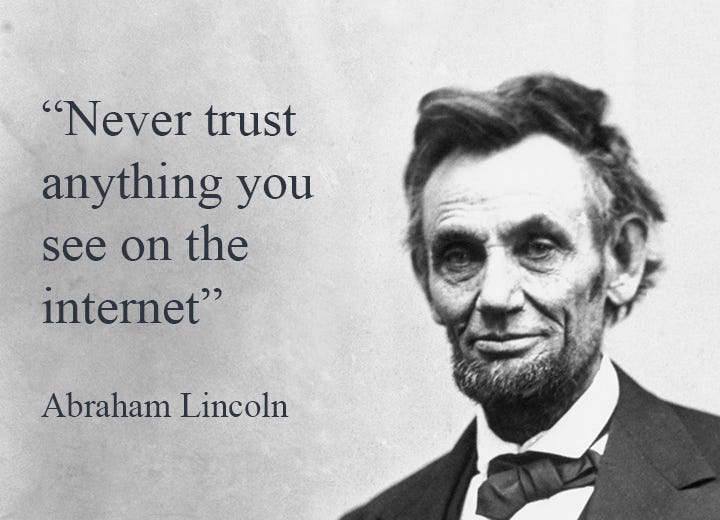 “Never trust
anything you
see on the
internet”
Abraham Lincoln